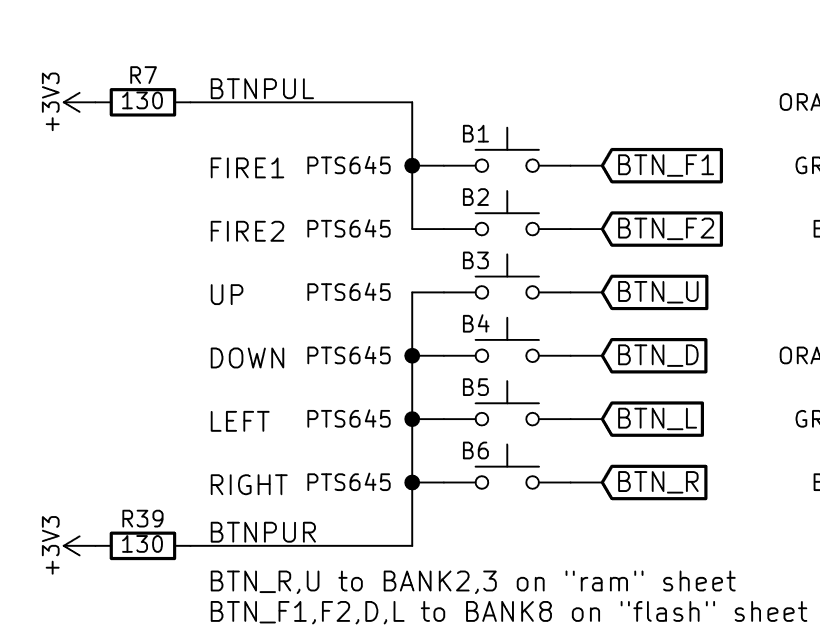 R7
+3V3
130
BTNPUL
ORA
B1
FIRE1 PTS645 BTN_F1
GR
B2
FIRE2 PTS645 BTN_F2
B3
UP PTS645 BTN_U
B4
DOWN PTS645 BTN_D
ORA
B5
LEFT PTS645 BTN_L
GR
B6
RIGHT PTS645 BTN_R
R39
+3V3
130
BTNPUR
BTN_R,U to BANK2,3 on "ram" sheet
BTN_F1,F2,D,L to BANK8 on "flash" sheet